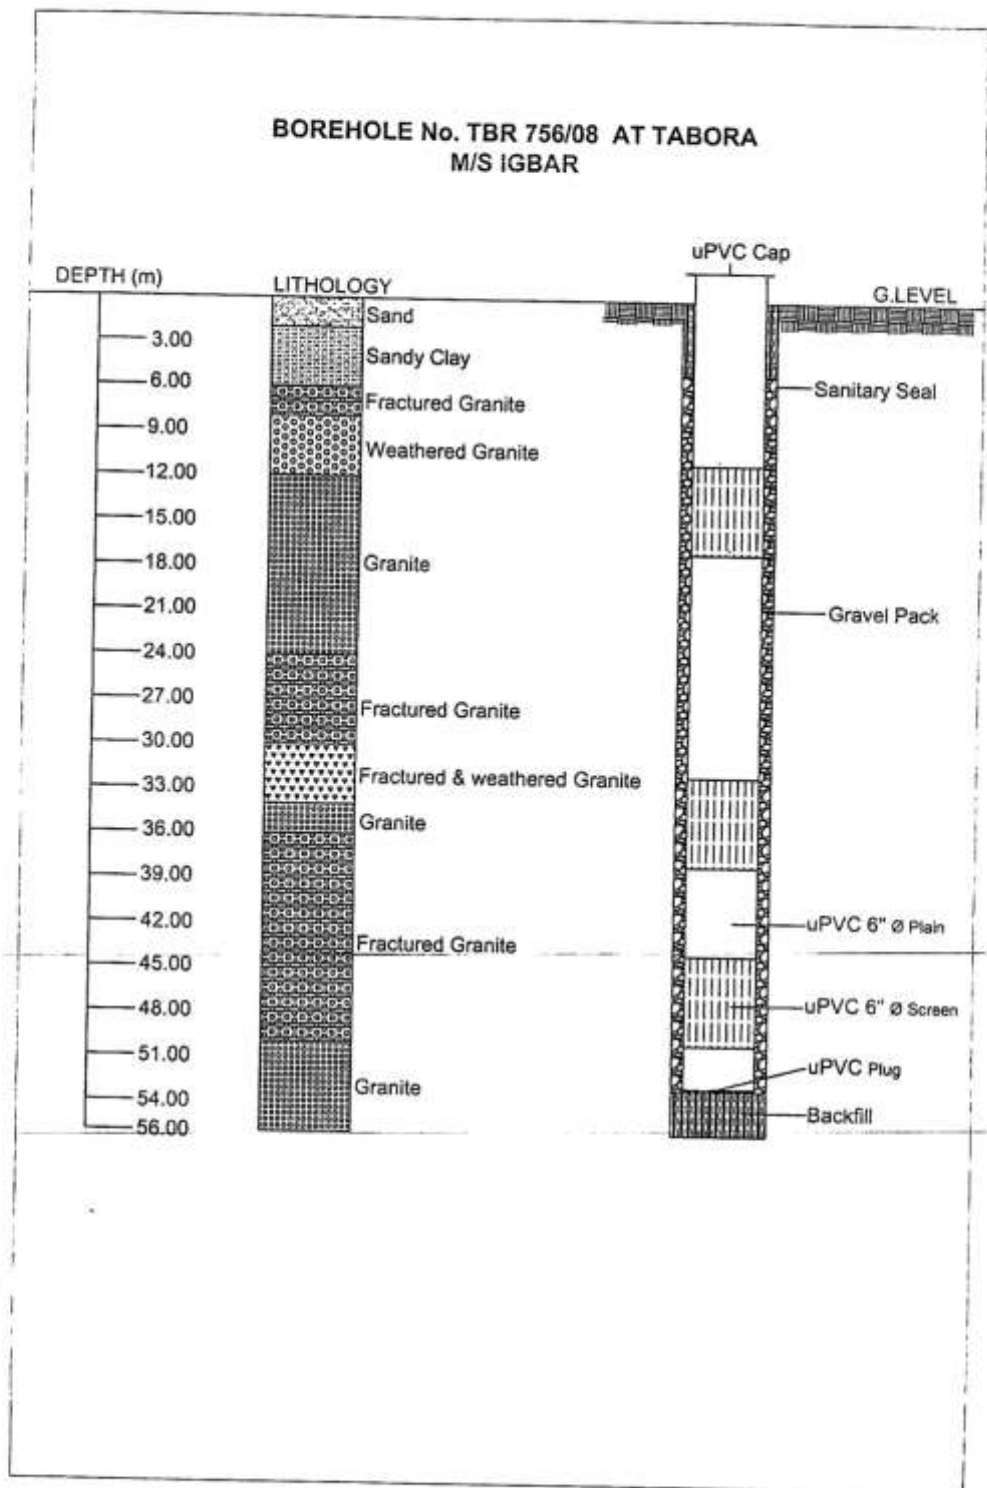 BOREHOLE No. TBR 756/08 AT TABORA
M/S IGBAR
uPVC Cap
DEPTH (m)
LITHOLOGY
G.LEVEL
Sand
3.00
Sandy Clay
6.00
Sanitary Seal
Fractured Granite
9.00
Weathered Granite
12.00
15.00
18.00
Granite
21.00
Gravel Pack
24.00
27.00
Fractured Granite
30.00
33.00
Fractured & weathered Granite
36.00
Granite
39.00
42.00
uPVC 6" Ø Plain
Fractured Granite
45.00
48.00
uPVC 6" Ø Screen
51.00
uPVC Plug
54.00
Granite
56.00
Backfill